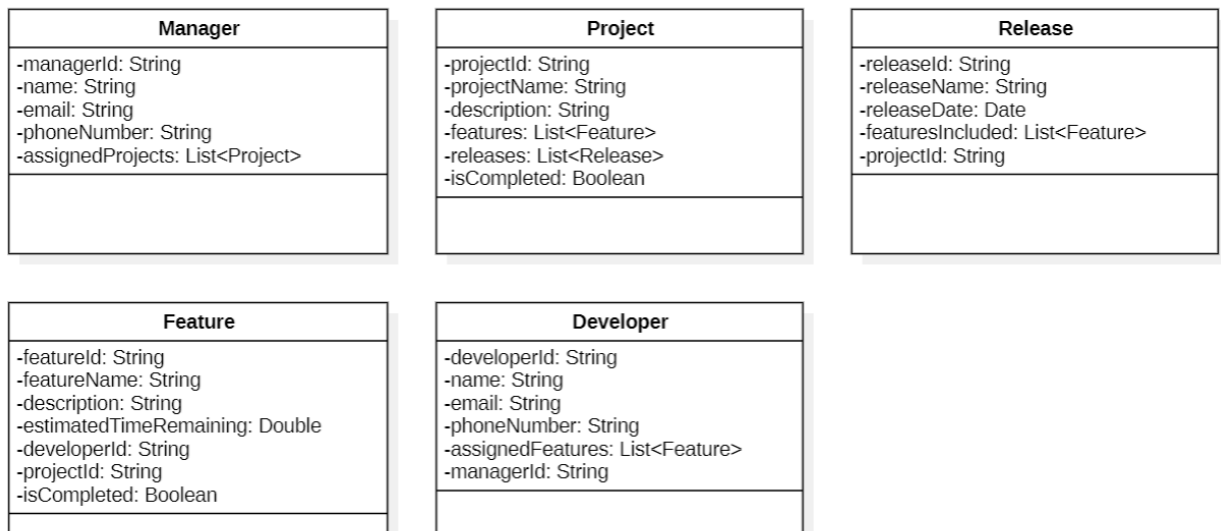 Manager
-managerId: String
-name: String
-email: String
-phoneNumber: String
-assignedProjects: List<Project>
Project
-projectId: String
-projectName: String
-description: String
-features: List<Feature>
-releases: List<Release>
-isCompleted: Boolean
Release
-releaseId: String
-releaseName: String
-releaseDate: Date
-featuresIncluded: List<Feature>
-projectId: String
Feature
-featureId: String
-featureName: String
-description: String
-estimatedTimeRemaining: Double
-developerId: String
-projectId: String
-isCompleted: Boolean
Developer
-developerId: String
-name: String
-email: String
-phoneNumber: String
-assignedFeatures: List<Feature>
-managerId: String